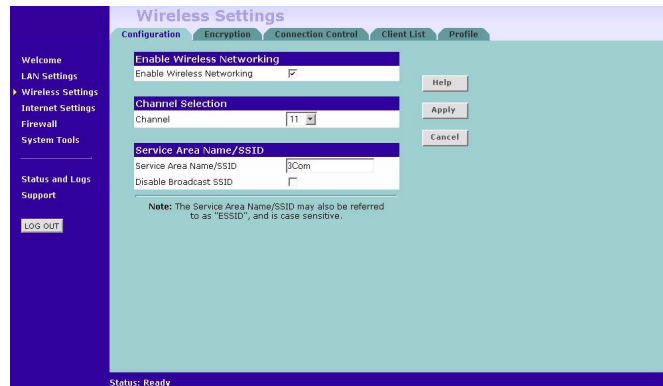 Wireless Settings
Configuration Encryption Connection Control Client List Profile
Welcome
LAN Settings
Wireless Settings
Internet Settings
Firewall
System Tools
Status and Logs
Support
LOG OUT
Enable Wireless Networking
Enable Wireless Networking
Channel Selection
Channel 11
Service Area Name/SSID
Service Area Name/SSID 3Com
Disable Broadcast SSID
Note: The Service Area Name/SSID may also be referred
to as "ESSID", and is case sensitive.
Help
Apply
Cancel
Status: Ready